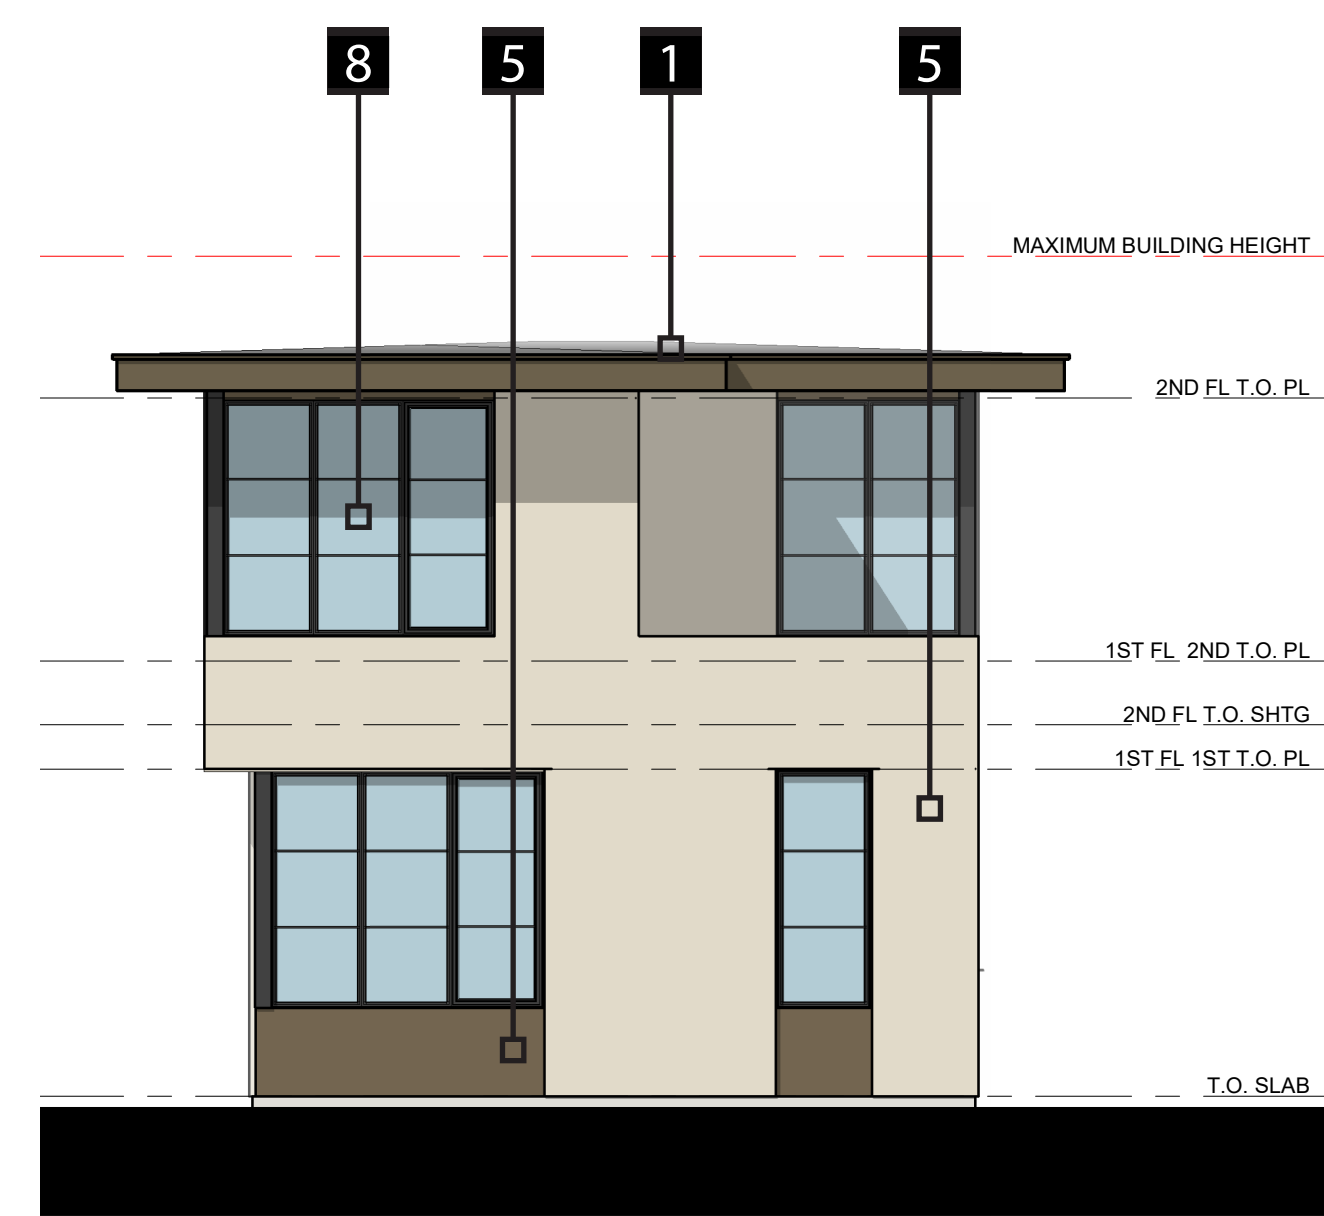 8 5 1 5
MAXIMUM BUILDING HEIGHT
2ND FL T.O. PL
1ST FL 2ND T.O. PL
2ND FL T.O. SHTG
1ST FL 1ST T.O. PL
T.O. SLAB